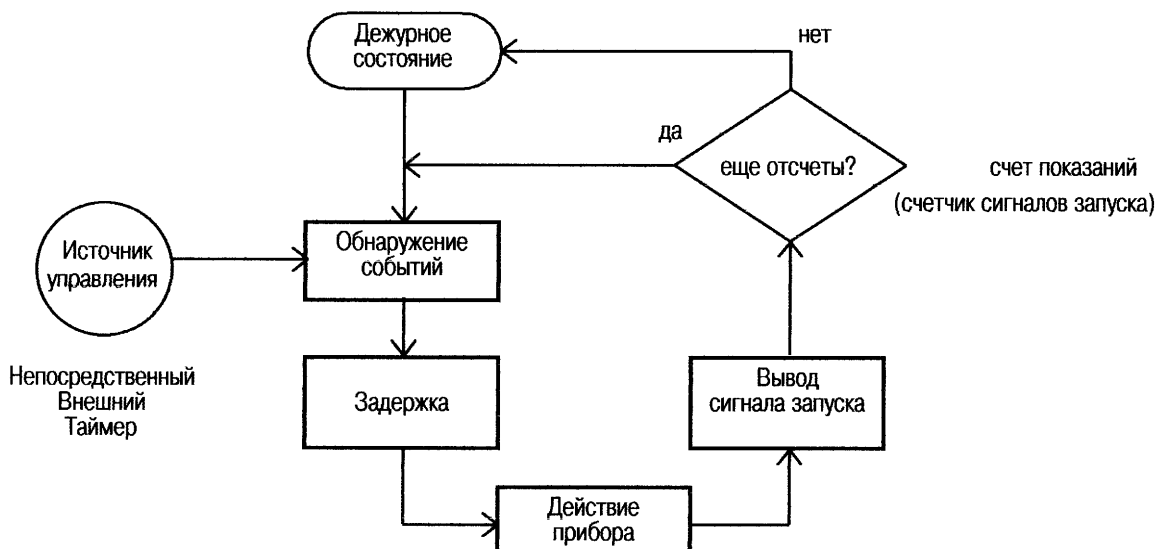 Дежурное
состояние
нет
да
еще отсчеты?
счет показаний
(счетчик сигналов запуска)
Источник
управления
Обнаружение
событий
Непосредственный
Внешний
Таймер
Задержка
Вывод
сигнала запуска
Действие
прибора